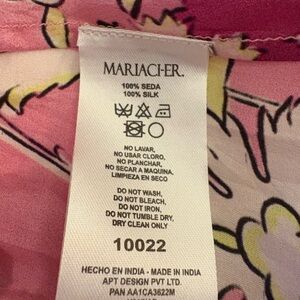 MARIACI-ER.
100% SEDA
100% SILK
NO LAVAR,
NO USAR CLORO,
NO PLANCHAR,
NO SECAR A MAQUINA.
LIMPIEZA EN SECO
DO NOT WASH,
DO NOT BLEACH,
DO NOT IRON,
DO NOT TUMBLE DRY,
DRY CLEAN ONLY
10022
HECHO EN INDIA - MADE IN INDIA
APT DESIGN PVT LTD.
PAN AA1CA3622M